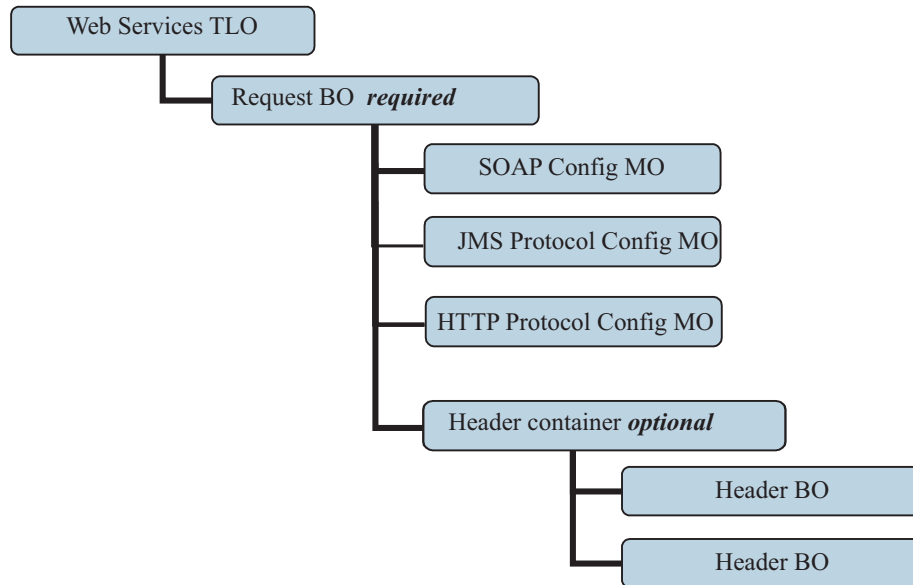 Web Services TLO
Request BO required
SOAP Config MO
JMS Protocol Config MO
HTTP Protocol Config MO
Header container optional
Header BO
Header BO